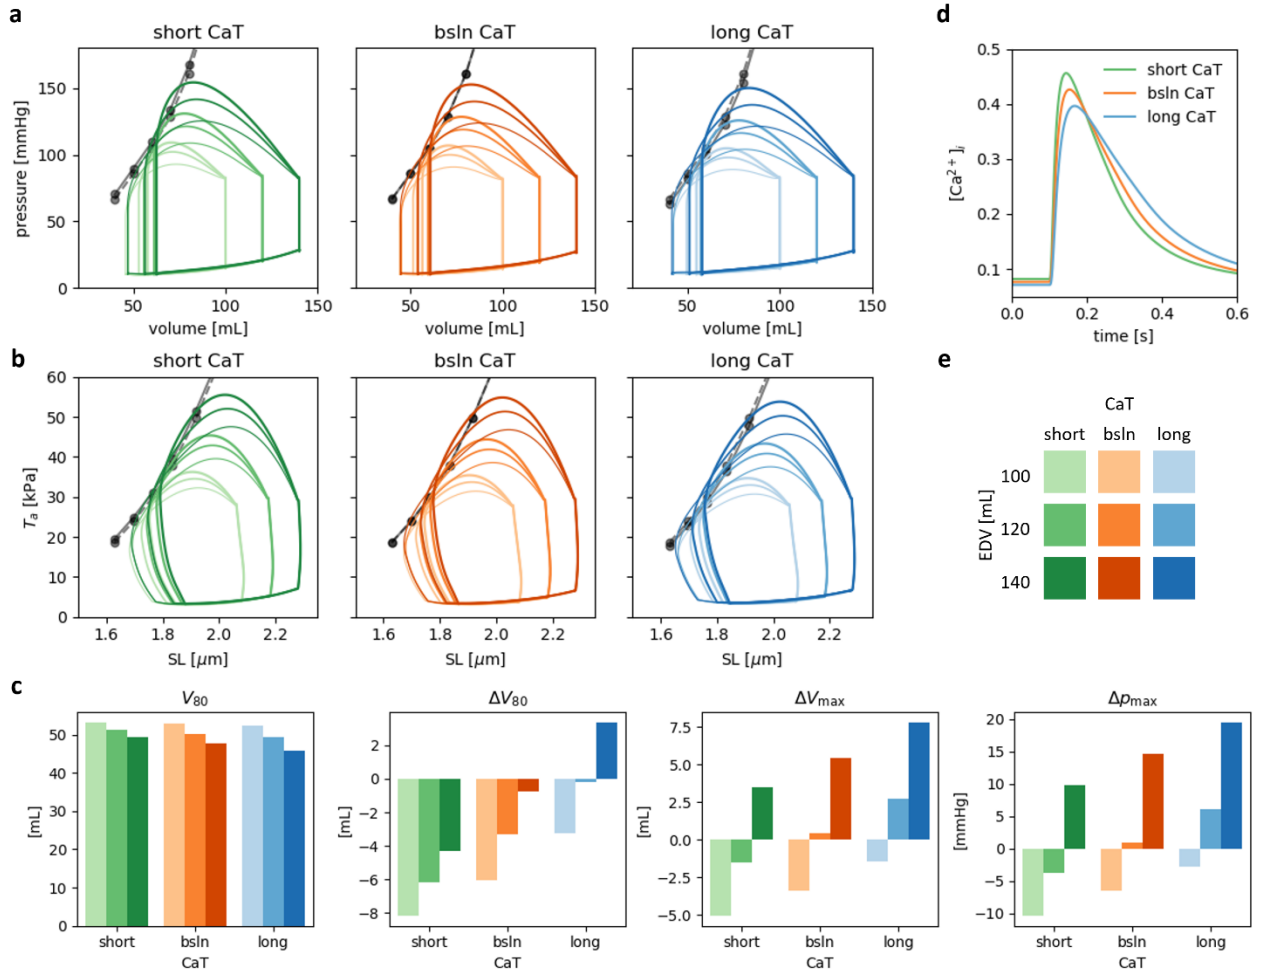 a
short CaT
bsln CaT
long CaT
pressure [mmHg]
150
100
50
0
50
100
150
50
100
150
50
100
150
volume [mL]
volume [mL]
volume [mL]
d
[Ca²⁺]ᵢ
0.5
0.4
0.3
0.2
0.1
short CaT
bsln CaT
long CaT
0.0
0.2
0.4
0.6
time [s]
b
short CaT
bsln CaT
long CaT
Tₐ [kPa]
60
50
40
30
20
10
0
1.6
1.8
2.0
2.2
1.6
1.8
2.0
2.2
1.6
1.8
2.0
2.2
SL [μm]
SL [μm]
SL [μm]
e
CaT
short
bsln
long
EDV [mL]
100
120
140
c
V₈₀
[mL]
50
40
30
20
10
0
short
bsln
long
CaT
ΔV₈₀
[mL]
2
0
−2
−4
−6
−8
short
bsln
long
CaT
ΔVₘₐₓ
[mL]
7.5
5.0
2.5
0.0
−2.5
−5.0
short
bsln
long
CaT
Δpₘₐₓ
[mmHg]
20
15
10
5
0
−5
−10
short
bsln
long
CaT